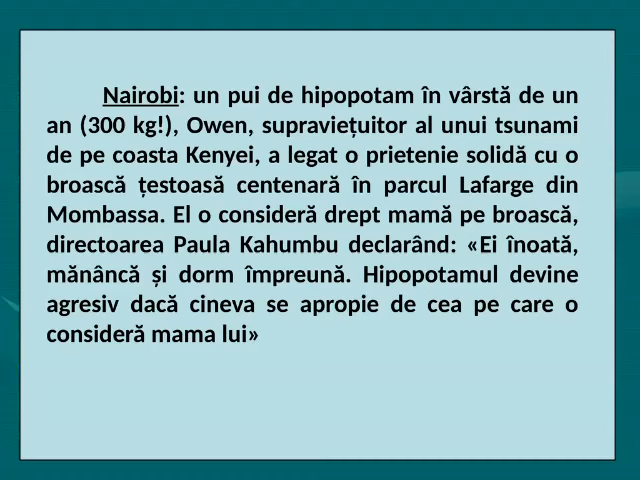 Nairobi: un pui de hipopotam în vârstă de un
an (300 kg!), Owen, supraviețuitor al unui tsunami
de pe coasta Kenyei, a legat o prietenie solidă cu o
broască țestoasă centenară în parcul Lafarge din
Mombassa. El o consideră drept mamă pe broască,
directoarea Paula Kahumbu declarând: «Ei înoată,
mănâncă și dorm împreună. Hipopotamul devine
agresiv dacă cineva se apropie de cea pe care o
consideră mama lui»